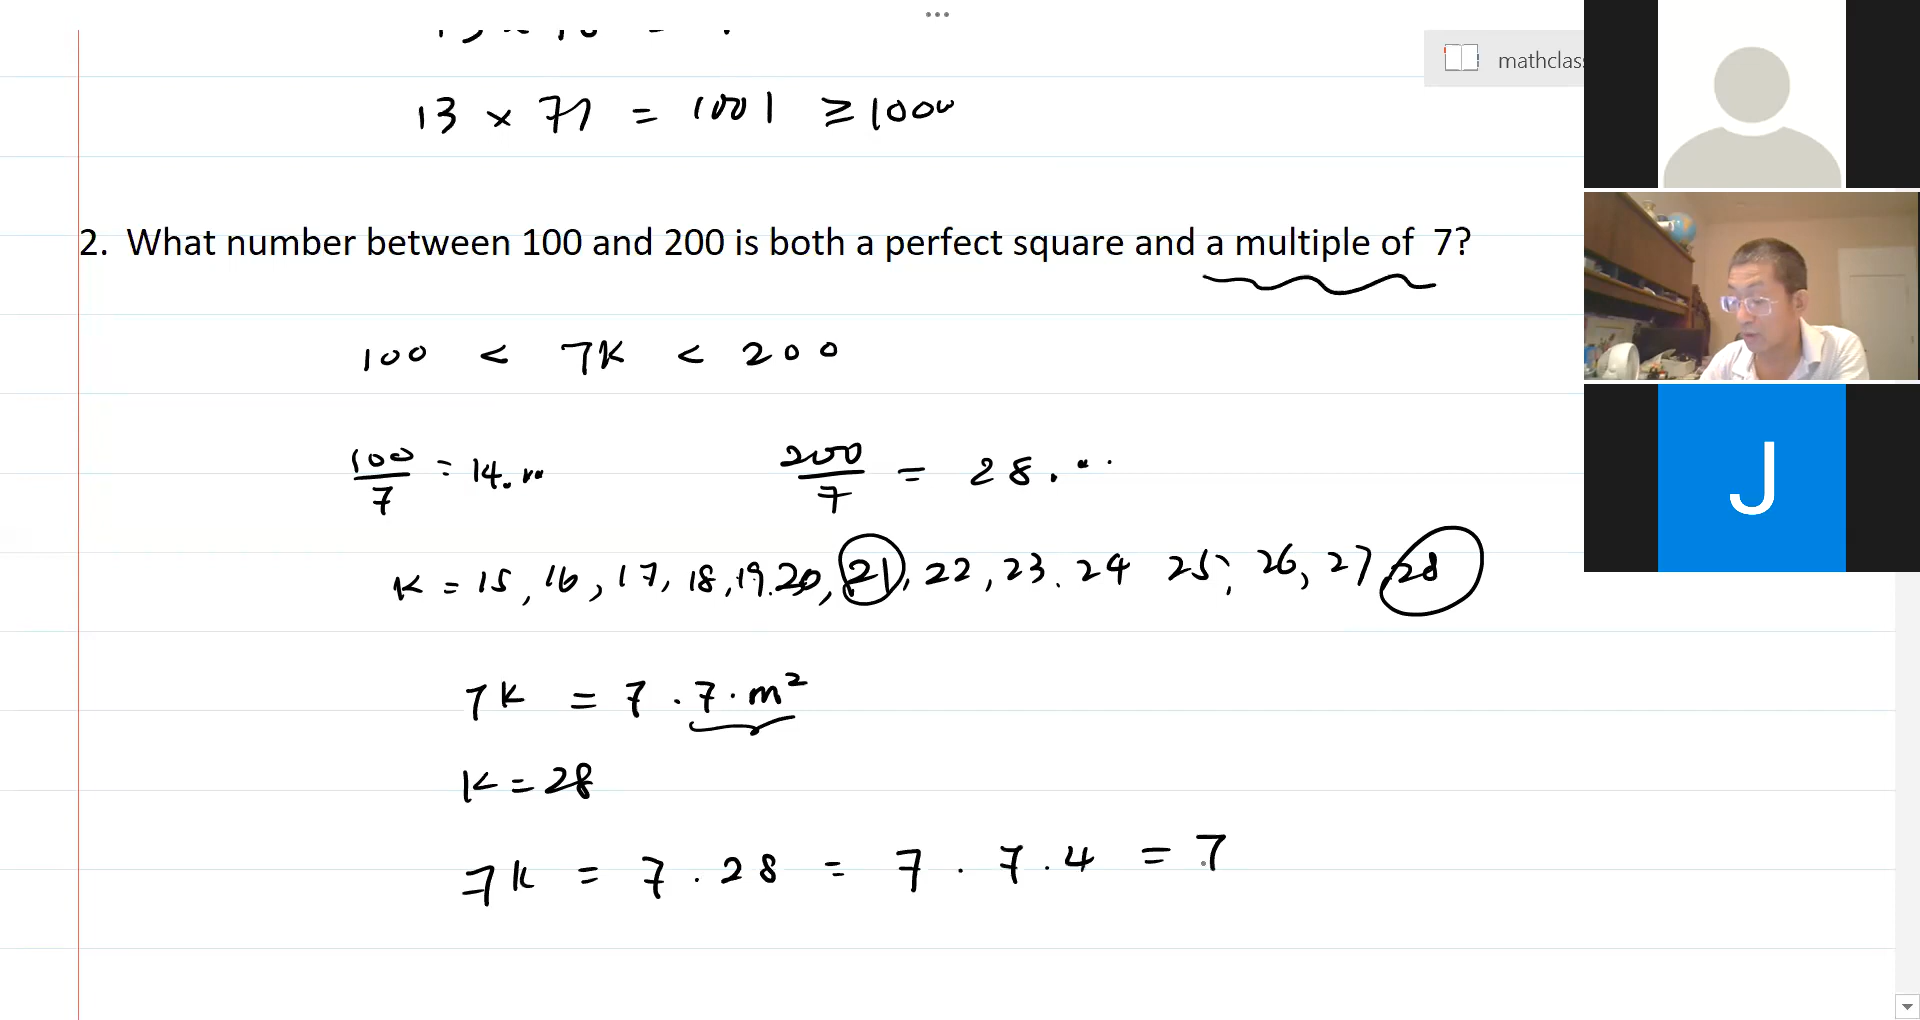 ...
mathclass
13 × 77 = 1001 ≥ 1000
2. What number between 100 and 200 is both a perfect square and a multiple of 7?
100 < 7K < 200
100/7 = 14. ... 200/7 = 28. ...
K = 15, 16, 17, 18, 19. 20, 21, 22, 23. 24 25, 26, 27, 28
7K = 7 . 7 . m²
K = 28
7K = 7 . 28 = 7 . 7 . 4 = 7
J